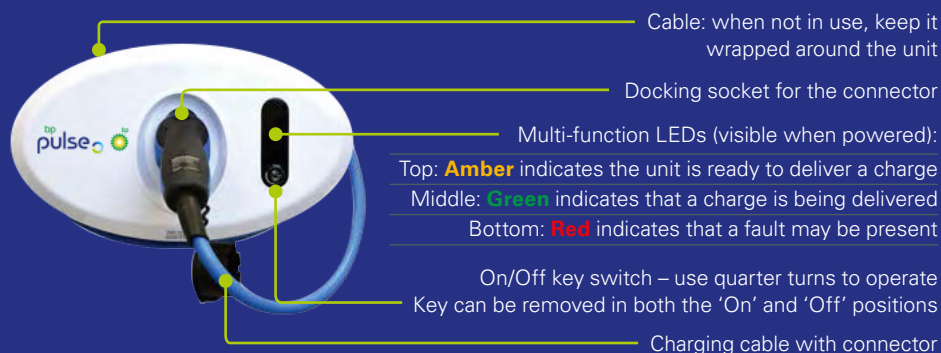 Cable: when not in use, keep it
wrapped around the unit
Docking socket for the connector
bp
pulse
Multi-function LEDs (visible when powered):
Top: Amber indicates the unit is ready to deliver a charge
Middle: Green indicates that a charge is being delivered
Bottom: Red indicates that a fault may be present
On/Off key switch – use quarter turns to operate
Key can be removed in both the ‘On’ and ‘Off’ positions
Charging cable with connector